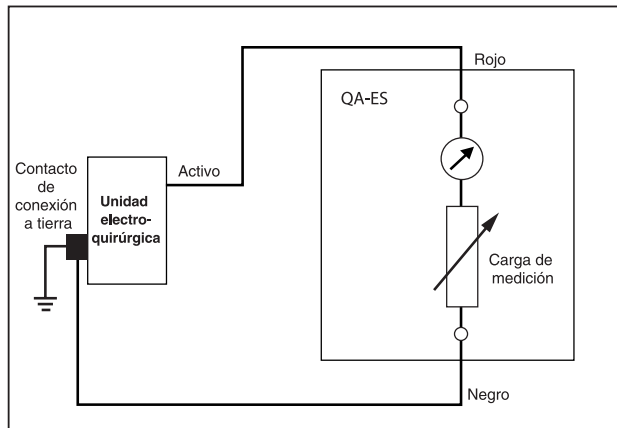 Rojo
QA-ES
Contacto
de
conexión
a tierra
Activo
Unidad
electro-
quirúrgica
Carga de
medición
Negro